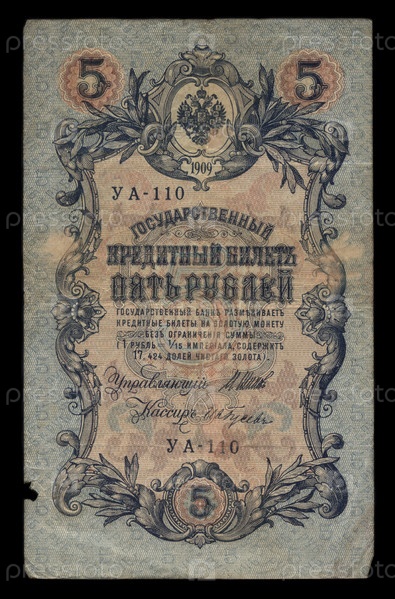 5 5
1909
УА-110
ГОСУДАРСТВЕННЫЙ
КРЕДИТНЫЙ БИЛЕТЪ
ПЯТЬ РУБЛЕЙ
ГОСУДАРСТВЕННЫЙ БАНКЪ РАЗМѢНИВАЕТЪ
КРЕДИТНЫЕ БИЛЕТЫ НА ЗОЛОТУЮ МОНЕТУ
БЕЗЪ ОГРАНИЧЕНІЯ СУММЫ
(1 РУБЛЬ = 1/15 ИМПЕРІАЛА, СОДЕРЖИТЪ
17,424 ДОЛЕЙ ЧИСТАГО ЗОЛОТА).
Управляющій
Кассиръ
УА-110
5
pressfoto